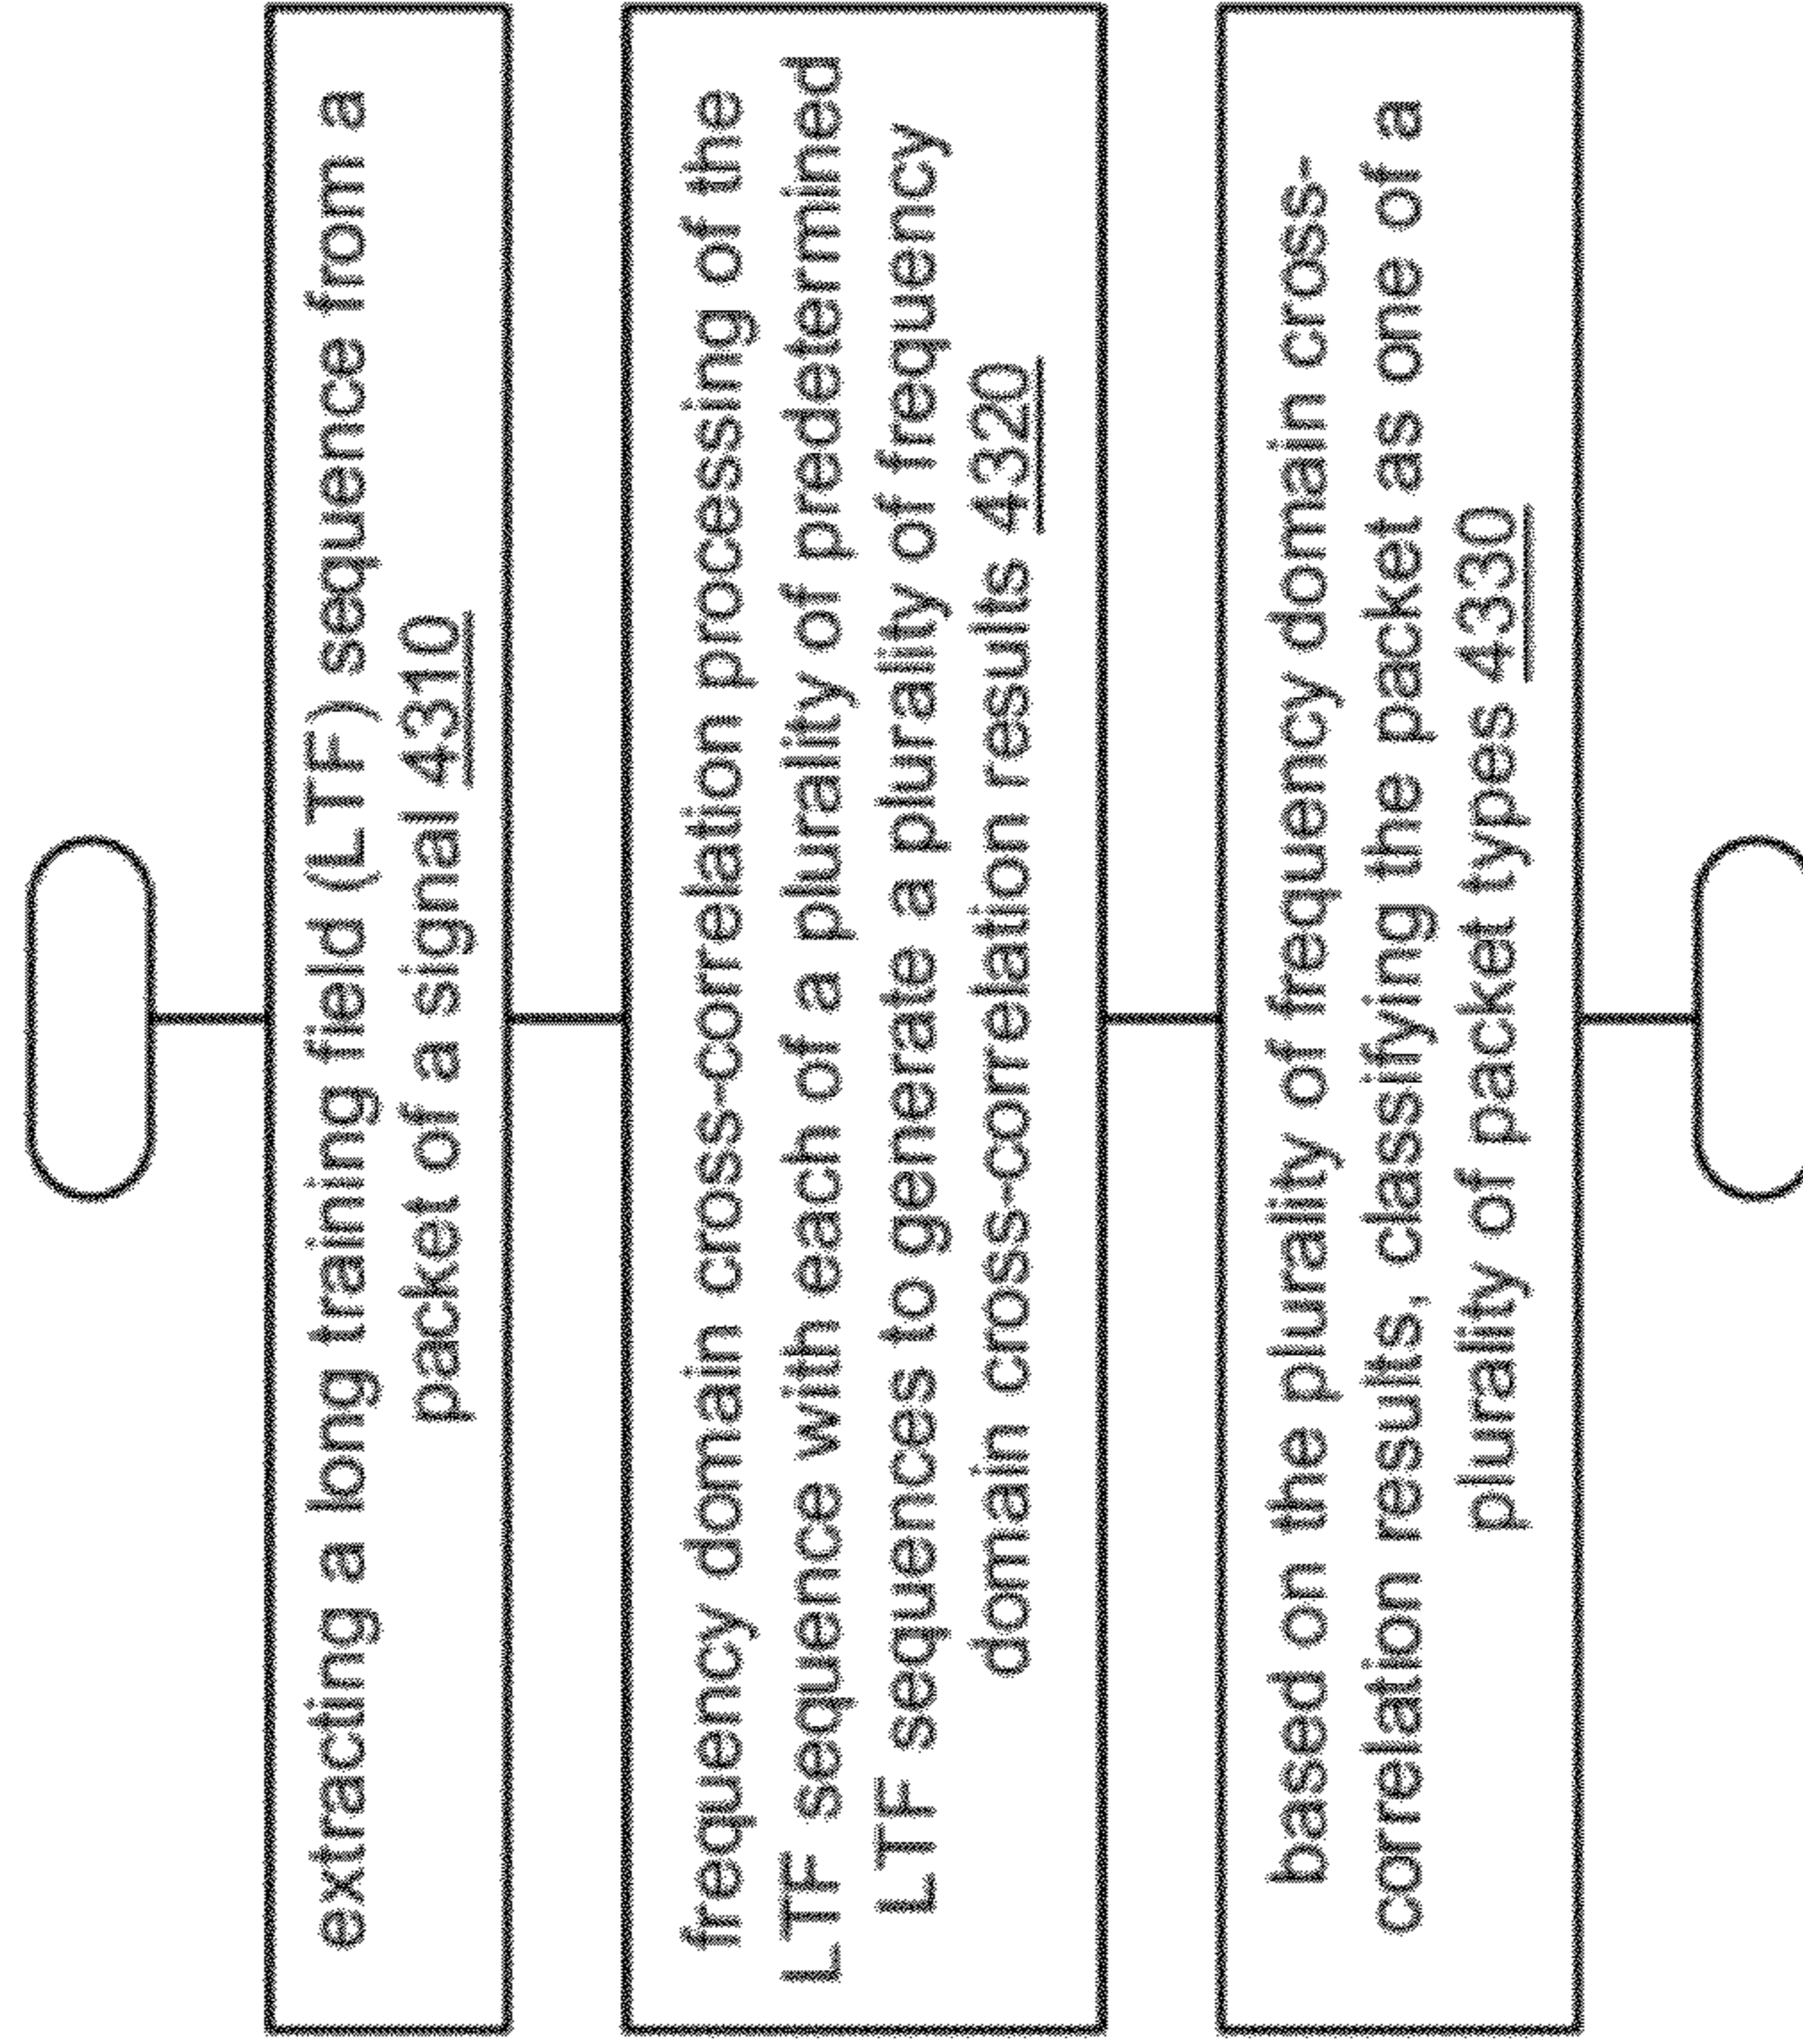 extracting a long training field (LTF) sequence from a
packet of a signal 4310
frequency domain cross-correlation processing of the
LTF sequence with each of a plurality of predetermined
LTF sequences to generate a plurality of frequency
domain cross-correlation results 4320
based on the plurality of frequency domain cross-
correlation results, classifying the packet as one of a
plurality of packet types 4330